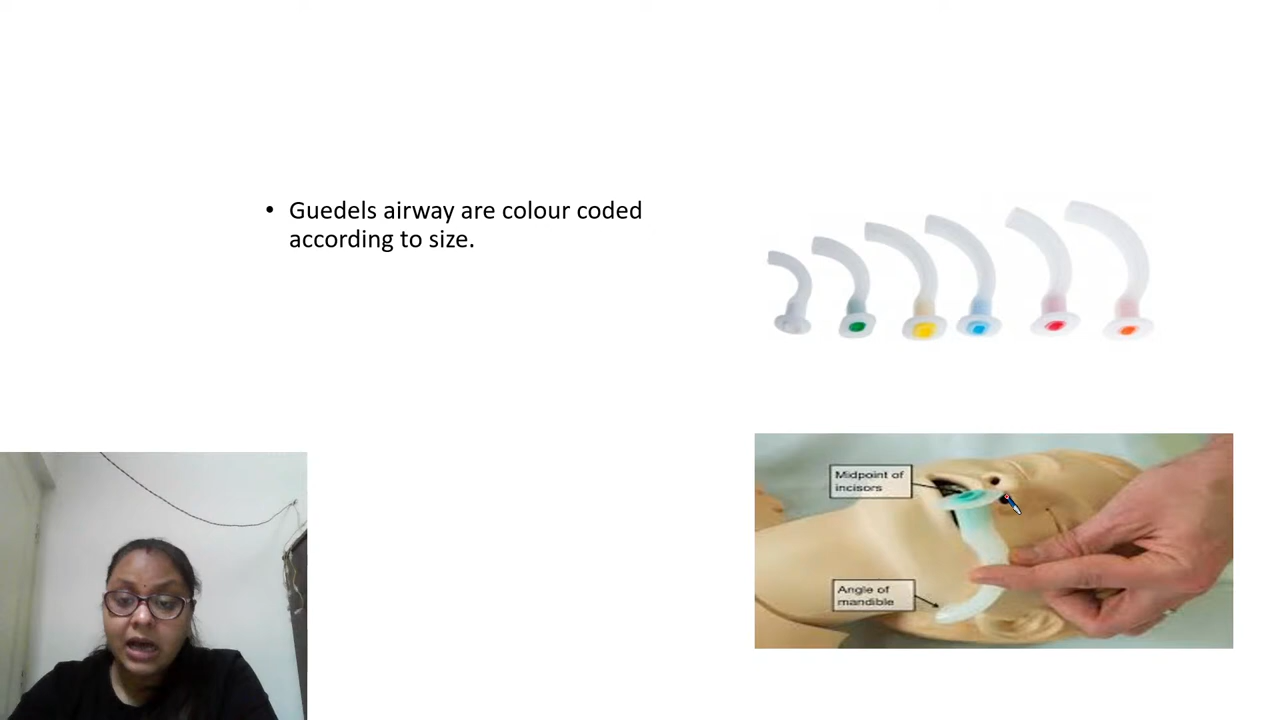 • Guedels airway are colour coded
according to size.
Midpoint of
incisors
Angle of
mandible